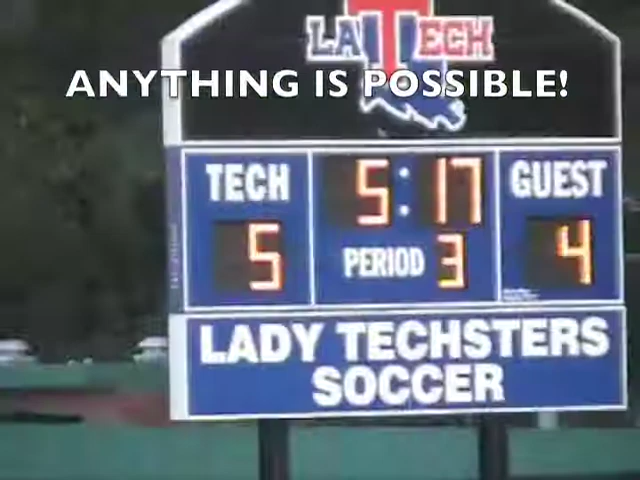 LA TECH
ANYTHING IS POSSIBLE!
TECH 5:17 GUEST
5 PERIOD 3 4
LADY TECHSTERS
SOCCER